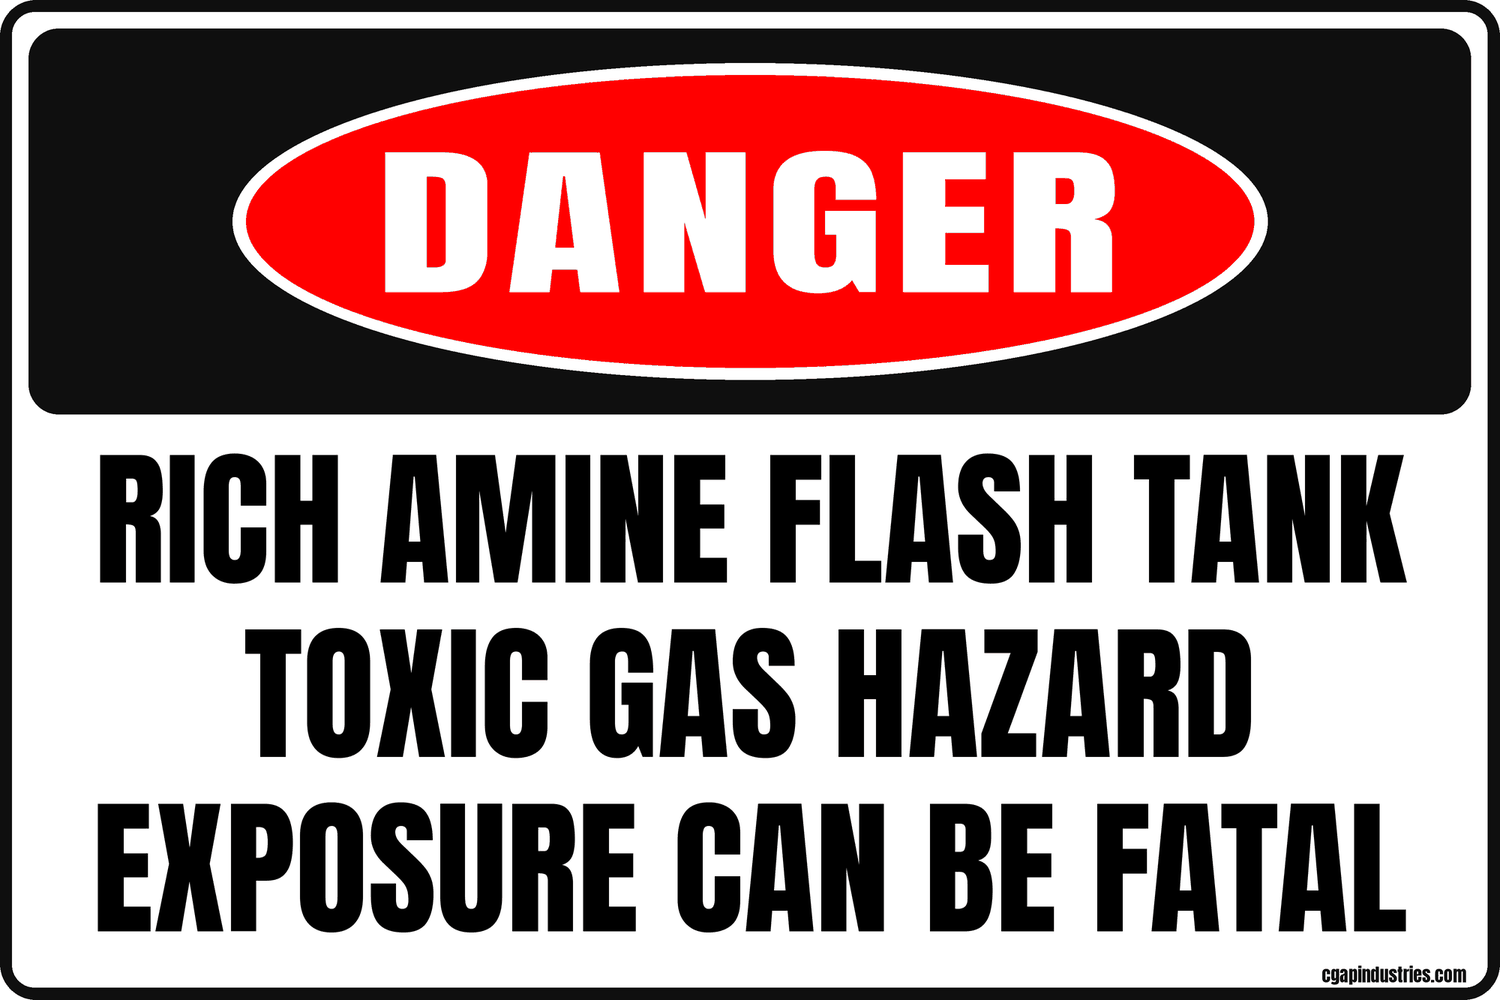 DANGER
RICH AMINE FLASH TANK
TOXIC GAS HAZARD
EXPOSURE CAN BE FATAL
cgapindustries.com